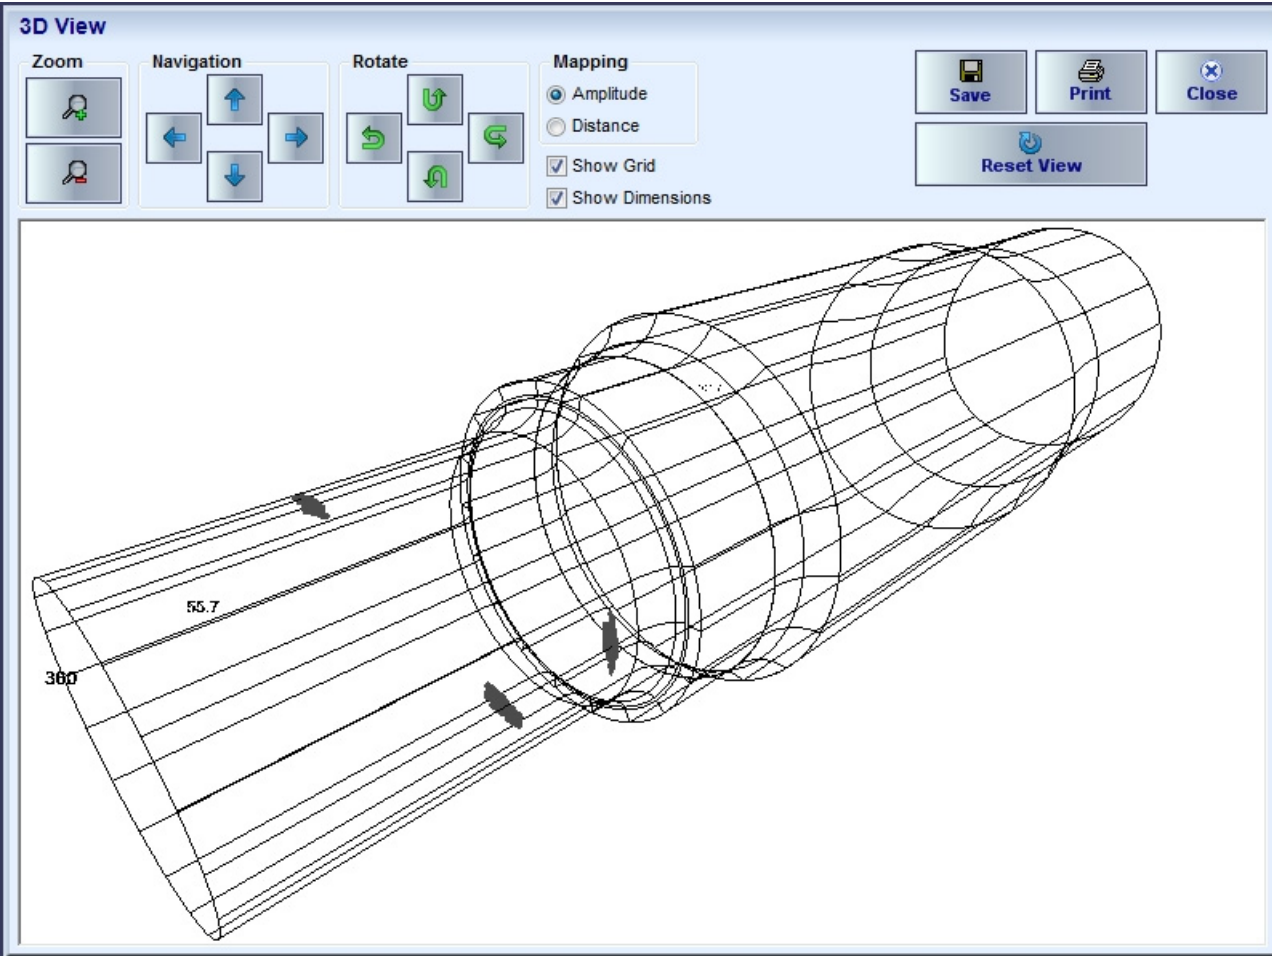 3D View
Zoom
Navigation
Rotate
Mapping
Amplitude
Distance
Show Grid
Show Dimensions
Save
Print
Close
Reset View
55.7
360